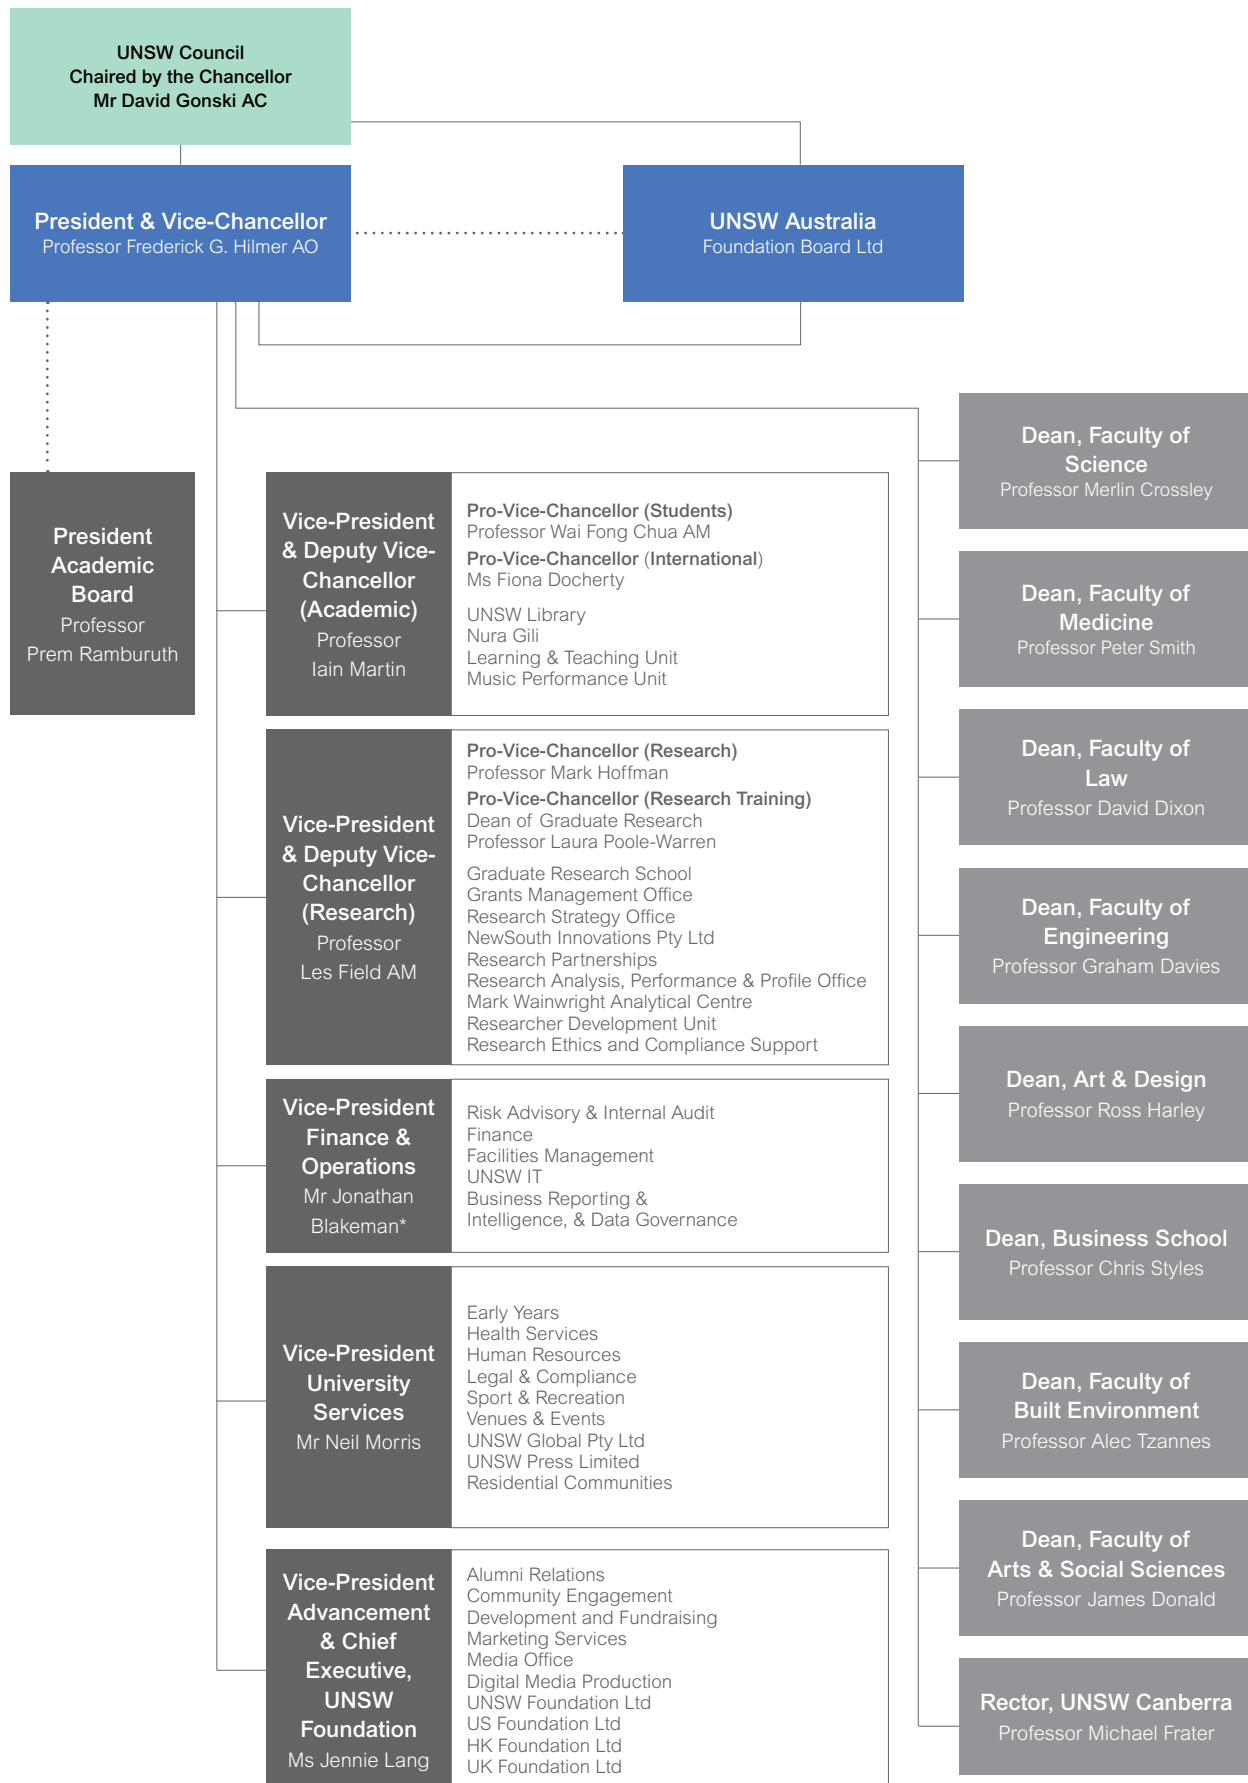 UNSW Council
Chaired by the Chancellor
Mr David Gonski AC
President & Vice-Chancellor
Professor Frederick G. Hilmer AO
UNSW Australia
Foundation Board Ltd
President
Academic
Board
Professor
Prem Ramburuth
Vice-President
& Deputy Vice-
Chancellor
(Academic)
Professor
Iain Martin
Pro-Vice-Chancellor (Students)
Professor Wai Fong Chua AM
Pro-Vice-Chancellor (International)
Ms Fiona Docherty
UNSW Library
Nura Gili
Learning & Teaching Unit
Music Performance Unit
Vice-President
& Deputy Vice-
Chancellor
(Research)
Professor
Les Field AM
Pro-Vice-Chancellor (Research)
Professor Mark Hoffman
Pro-Vice-Chancellor (Research Training)
Dean of Graduate Research
Professor Laura Poole-Warren
Graduate Research School
Grants Management Office
Research Strategy Office
NewSouth Innovations Pty Ltd
Research Partnerships
Research Analysis, Performance & Profile Office
Mark Wainwright Analytical Centre
Researcher Development Unit
Research Ethics and Compliance Support
Vice-President
Finance &
Operations
Mr Jonathan
Blakeman*
Risk Advisory & Internal Audit
Finance
Facilities Management
UNSW IT
Business Reporting &
Intelligence, & Data Governance
Vice-President
University
Services
Mr Neil Morris
Early Years
Health Services
Human Resources
Legal & Compliance
Sport & Recreation
Venues & Events
UNSW Global Pty Ltd
UNSW Press Limited
Residential Communities
Vice-President
Advancement
& Chief
Executive,
UNSW
Foundation
Ms Jennie Lang
Alumni Relations
Community Engagement
Development and Fundraising
Marketing Services
Media Office
Digital Media Production
UNSW Foundation Ltd
US Foundation Ltd
HK Foundation Ltd
UK Foundation Ltd
Dean, Faculty of
Science
Professor Merlin Crossley
Dean, Faculty of
Medicine
Professor Peter Smith
Dean, Faculty of
Law
Professor David Dixon
Dean, Faculty of
Engineering
Professor Graham Davies
Dean, Art & Design
Professor Ross Harley
Dean, Business School
Professor Chris Styles
Dean, Faculty of
Built Environment
Professor Alec Tzannes
Dean, Faculty of
Arts & Social Sciences
Professor James Donald
Rector, UNSW Canberra
Professor Michael Frater